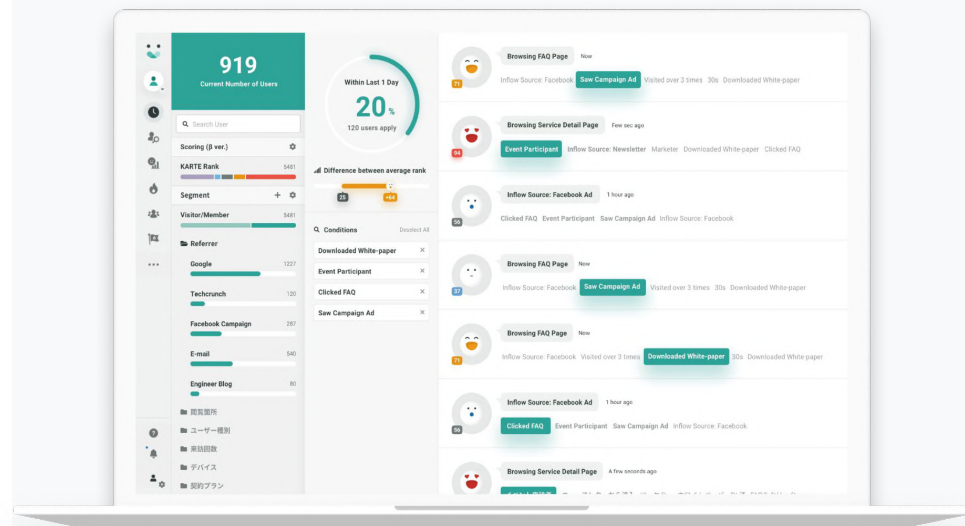 919
Current Number of Users
Search User
Scoring (β ver.)
KARTE Rank 5481
Segment +
Visitor/Member 5481
Referrer
Google 1227
Techcrunch 120
Facebook Campaign 287
E-mail 540
Engineer Blog 80
閲覧箇所
ユーザー種別
来訪回数
デバイス
契約プラン
Within Last 1 Day
20%
120 users apply
Difference between average rank
25 +64
Conditions Deselect All
Downloaded White-paper ×
Event Participant ×
Clicked FAQ ×
Saw Campaign Ad ×
Browsing FAQ Page Now
71 Inflow Source: Facebook Saw Campaign Ad Visited over 3 times 30s Downloaded White-paper
Browsing Service Detail Page Few sec ago
94 Event Participant Inflow Source: Newsletter Marketer Downloaded White-paper Clicked FAQ
Inflow Source: Facebook Ad 1 hour ago
56 Clicked FAQ Event Participant Saw Campaign Ad Inflow Source: Facebook
Browsing FAQ Page Now
37 Inflow Source: Facebook Saw Campaign Ad Visited over 3 times 30s Downloaded White-paper
Browsing FAQ Page Now
71 Inflow Source: Facebook Visited over 3 times Downloaded White-paper 30s Downloaded White-paper
Inflow Source: Facebook Ad 1 hour ago
56 Clicked FAQ Event Participant Saw Campaign Ad Inflow Source: Facebook
Browsing Service Detail Page A few seconds ago